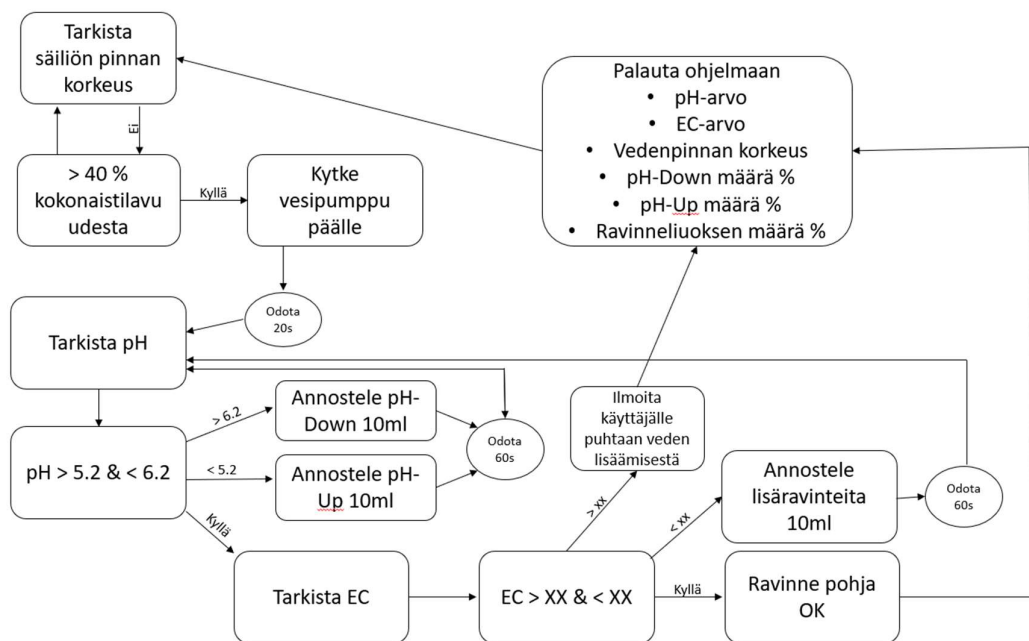 Tarkista
säiliön pinnan
korkeus
Ei
> 40 %
kokonaistilavu
udesta
Kyllä
Kytke
vesipumppu
päälle
Odota
20s
Palauta ohjelmaan
• pH-arvo
• EC-arvo
• Vedenpinnan korkeus
• pH-Down määrä %
• pH-Up määrä %
• Ravinneliuoksen määrä %
Tarkista pH
pH > 5.2 & < 6.2
> 6.2
Annostele pH-
Down 10ml
< 5.2
Annostele pH-
Up 10ml
Odota
60s
Kyllä
Tarkista EC
EC > XX & < XX
> xx
Ilmoita
käyttäjälle
puhtaan veden
lisäämisestä
< xx
Annostele
lisäravinteita
10ml
Odota
60s
Kyllä
Ravinne pohja
OK